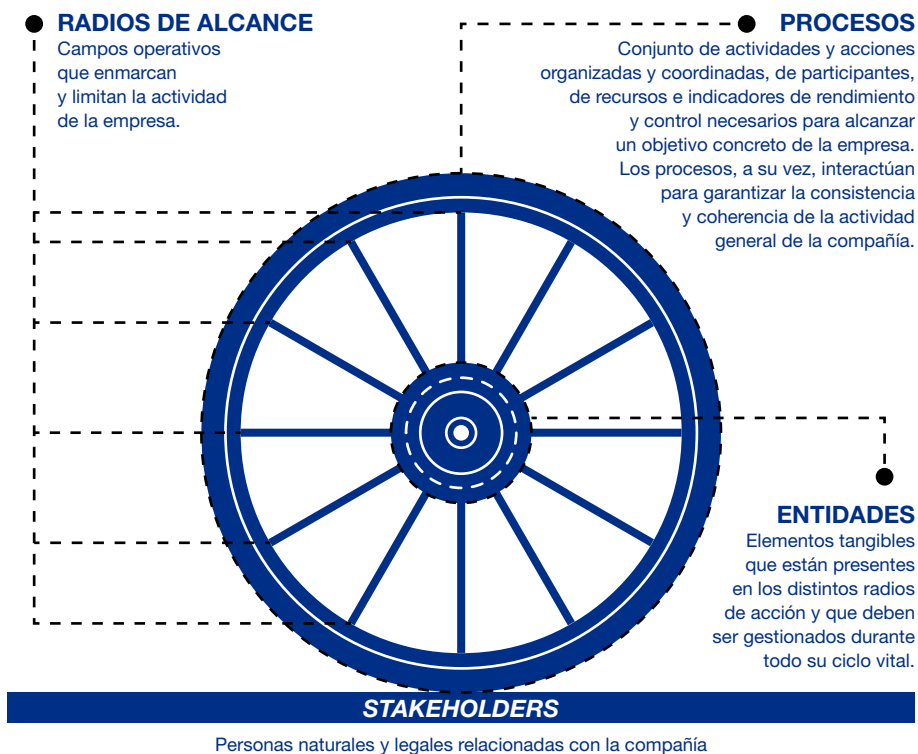 RADIOS DE ALCANCE
Campos operativos
que enmarcan
y limitan la actividad
de la empresa.
PROCESOS
Conjunto de actividades y acciones
organizadas y coordinadas, de participantes,
de recursos e indicadores de rendimiento
y control necesarios para alcanzar
un objetivo concreto de la empresa.
Los procesos, a su vez, interactúan
para garantizar la consistencia
y coherencia de la actividad
general de la compañía.
ENTIDADES
Elementos tangibles
que están presentes
en los distintos radios
de acción y que deben
ser gestionados durante
todo su ciclo vital.
STAKEHOLDERS
Personas naturales y legales relacionadas con la compañía